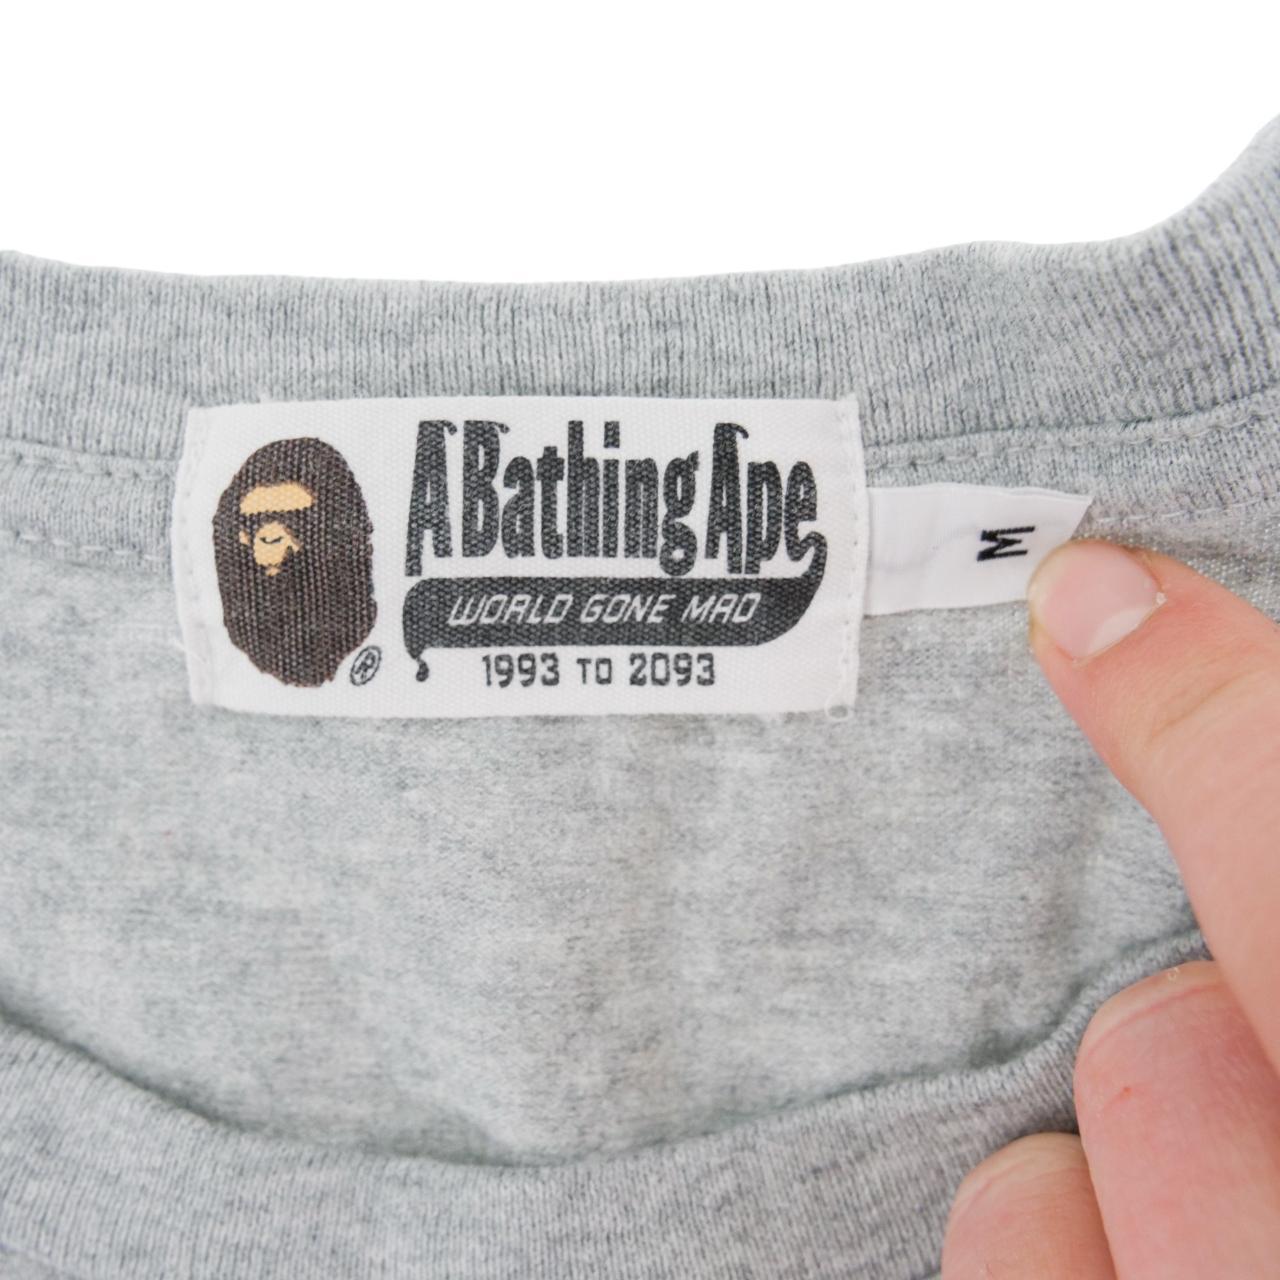 A Bathing Ape
WORLD GONE MAD
1993 TO 2093
®
M